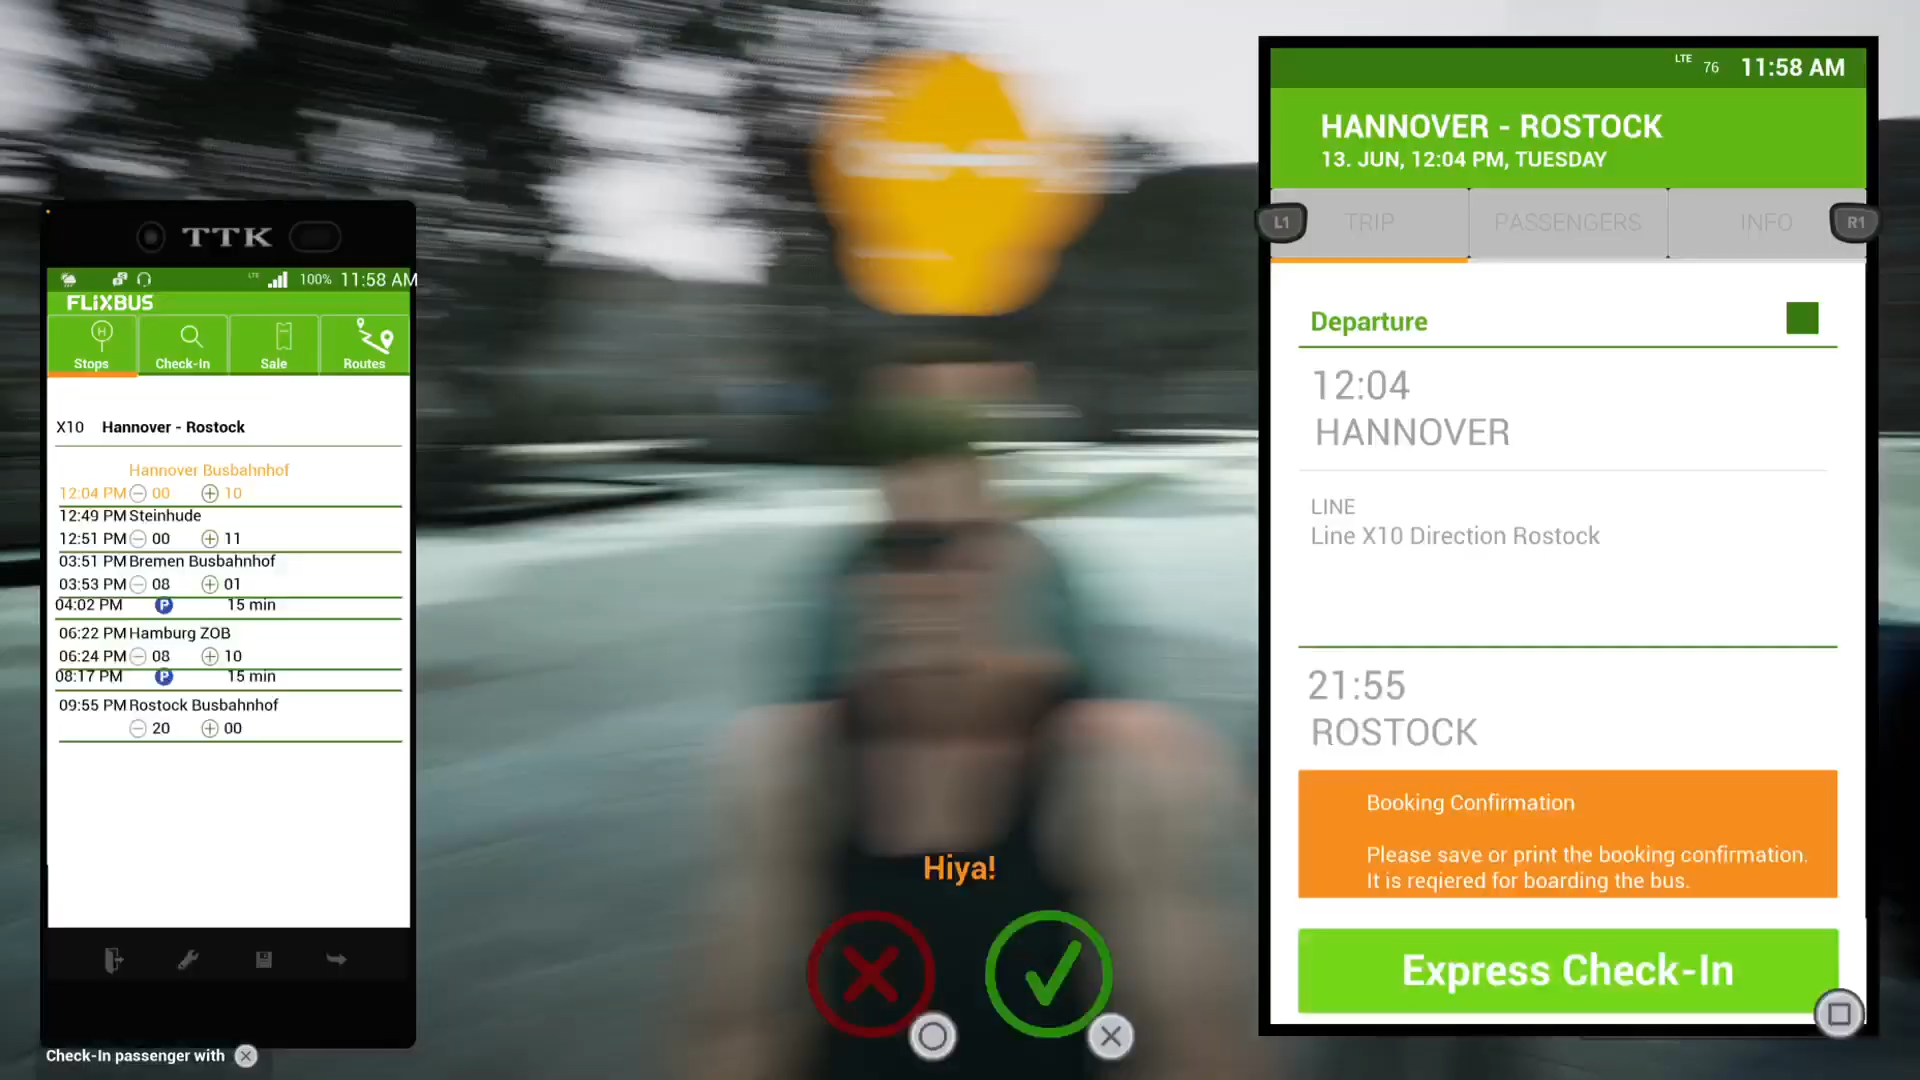 TTK
100% 11:58 AM
FLiXBUS
Stops Check-In Sale Routes
X10 Hannover - Rostock
Hannover Busbahnhof
12:04 PM 00 10
12:49 PM Steinhude
12:51 PM 00 11
03:51 PM Bremen Busbahnhof
03:53 PM 08 01
04:02 PM P 15 min
06:22 PM Hamburg ZOB
06:24 PM 08 10
08:17 PM P 15 min
09:55 PM Rostock Busbahnhof
20 00
Check-In passenger with
Hiya!
LTE 76 11:58 AM
HANNOVER - ROSTOCK
13. JUN, 12:04 PM, TUESDAY
L1 TRIP PASSENGERS INFO R1
Departure
12:04
HANNOVER
LINE
Line X10 Direction Rostock
21:55
ROSTOCK
Booking Confirmation
Please save or print the booking confirmation.
It is reqiered for boarding the bus.
Express Check-In